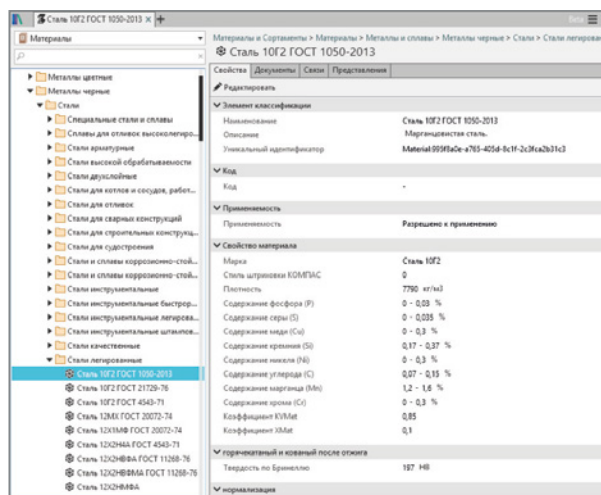 Сталь 10Г2 ГОСТ 1050-2013
Beta
Материалы
Металлы цветные
Металлы черные
Стали
Специальные стали и сплавы
Сплавы для отливок высоколегиро...
Стали арматурные
Стали высокой обрабатываемости
Стали двухслойные
Стали для котлов и сосудов, работ...
Стали для отливок
Стали для сварных конструкций
Стали для строительных конструкц...
Стали для судостроения
Стали и сплавы коррозионно-стой...
Стали и сплавы коррозионно-стой...
Стали инструментальные
Стали инструментальные быстрор...
Стали инструментальные легирова...
Стали инструментальные штампов...
Стали качественные
Стали легированные
Сталь 10Г2 ГОСТ 1050-2013
Сталь 10Г2 ГОСТ 21729-76
Сталь 10Г2 ГОСТ 4543-71
Сталь 12МХ ГОСТ 20072-74
Сталь 12Х1МФ ГОСТ 20072-74
Сталь 12Х2Н4А ГОСТ 4543-71
Сталь 12Х2НВФА ГОСТ 11268-76
Сталь 12Х2НВФМА ГОСТ 11268-76
Сталь 12Х2НМФА
Материалы и Сортаменты > Материалы > Металлы и сплавы > Металлы черные > Стали > Стали легирован
Сталь 10Г2 ГОСТ 1050-2013
Свойства Документы Связи Представления
Редактировать
Элемент классификации
Наименование Сталь 10Г2 ГОСТ 1050-2013
Описание Марганцовистая сталь.
Уникальный идентификатор Material:995f8a0e-a765-405d-8c1f-2c3fca2b31c3
Код
Код -
Применяемость
Применяемость Разрешено к применению
Свойство материала
Марка Сталь 10Г2
Стиль штриховки КОМПАС 0
Плотность 7790 кг/м3
Содержание фосфора (P) 0 - 0,03 %
Содержание серы (S) 0 - 0,035 %
Содержание меди (Cu) 0 - 0,3 %
Содержание кремния (Si) 0,17 - 0,37 %
Содержание никеля (Ni) 0 - 0,3 %
Содержание углерода (C) 0,07 - 0,15 %
Содержание марганца (Mn) 1,2 - 1,6 %
Содержание хрома (Cr) 0 - 0,3 %
Коэффициент KVMat 0,85
Коэффициент XMat 0,1
горячекатаный и кованый после отжига
Твердость по Бринеллю 197 HB
нормализация